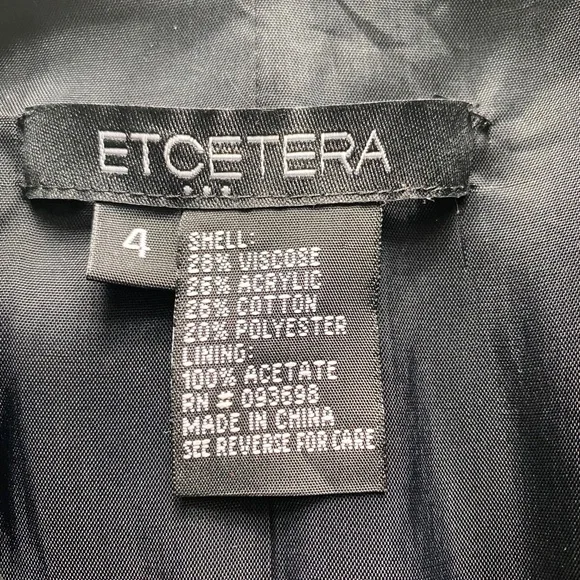 ETCETERA
...
4
SHELL:
28% VISCOSE
26% ACRYLIC
26% COTTON
20% POLYESTER
LINING:
100% ACETATE
RN # 093698
MADE IN CHINA
SEE REVERSE FOR CARE